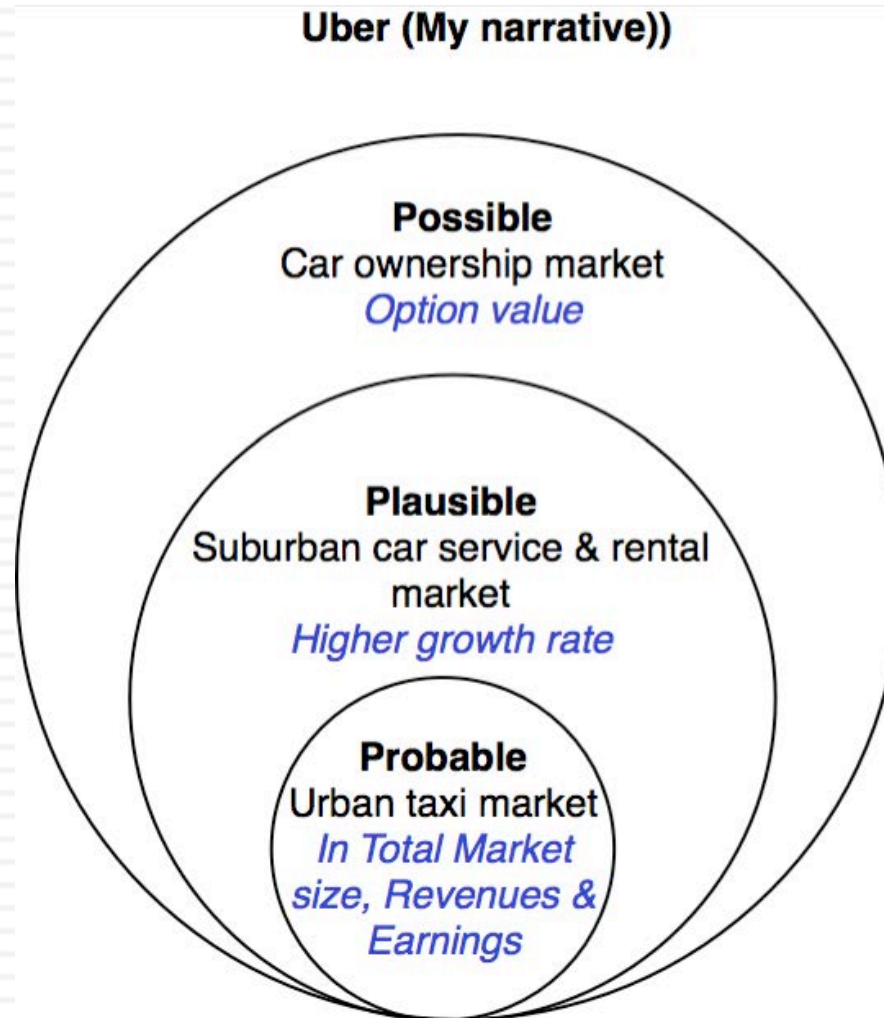 Uber (My narrative))
Possible
Car ownership market
Option value
Plausible
Suburban car service & rental
market
Higher growth rate
Probable
Urban taxi market
In Total Market
size, Revenues &
Earnings